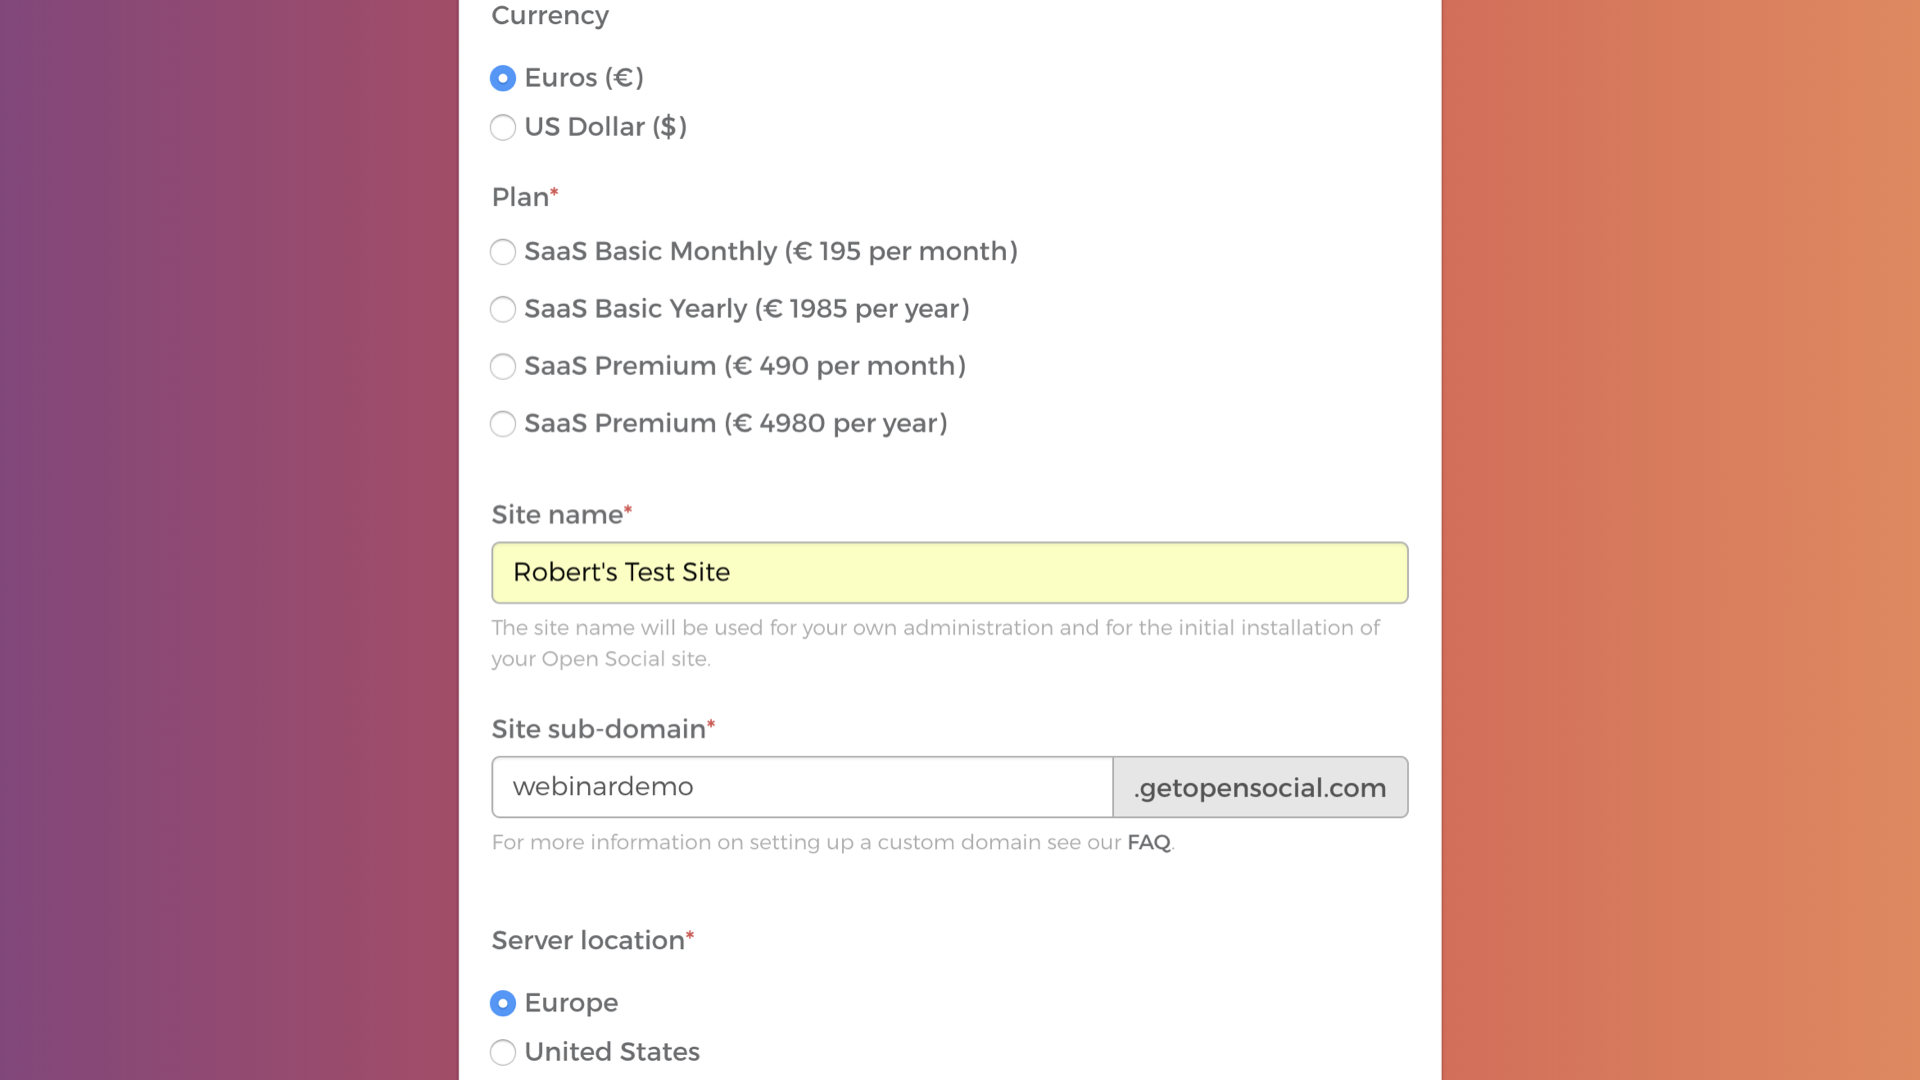 Currency
Euros (€)
US Dollar ($)
Plan*
SaaS Basic Monthly (€ 195 per month)
SaaS Basic Yearly (€ 1985 per year)
SaaS Premium (€ 490 per month)
SaaS Premium (€ 4980 per year)
Site name*
Robert's Test Site
The site name will be used for your own administration and for the initial installation of
your Open Social site.
Site sub-domain*
webinardemo .getopensocial.com
For more information on setting up a custom domain see our FAQ.
Server location*
Europe
United States